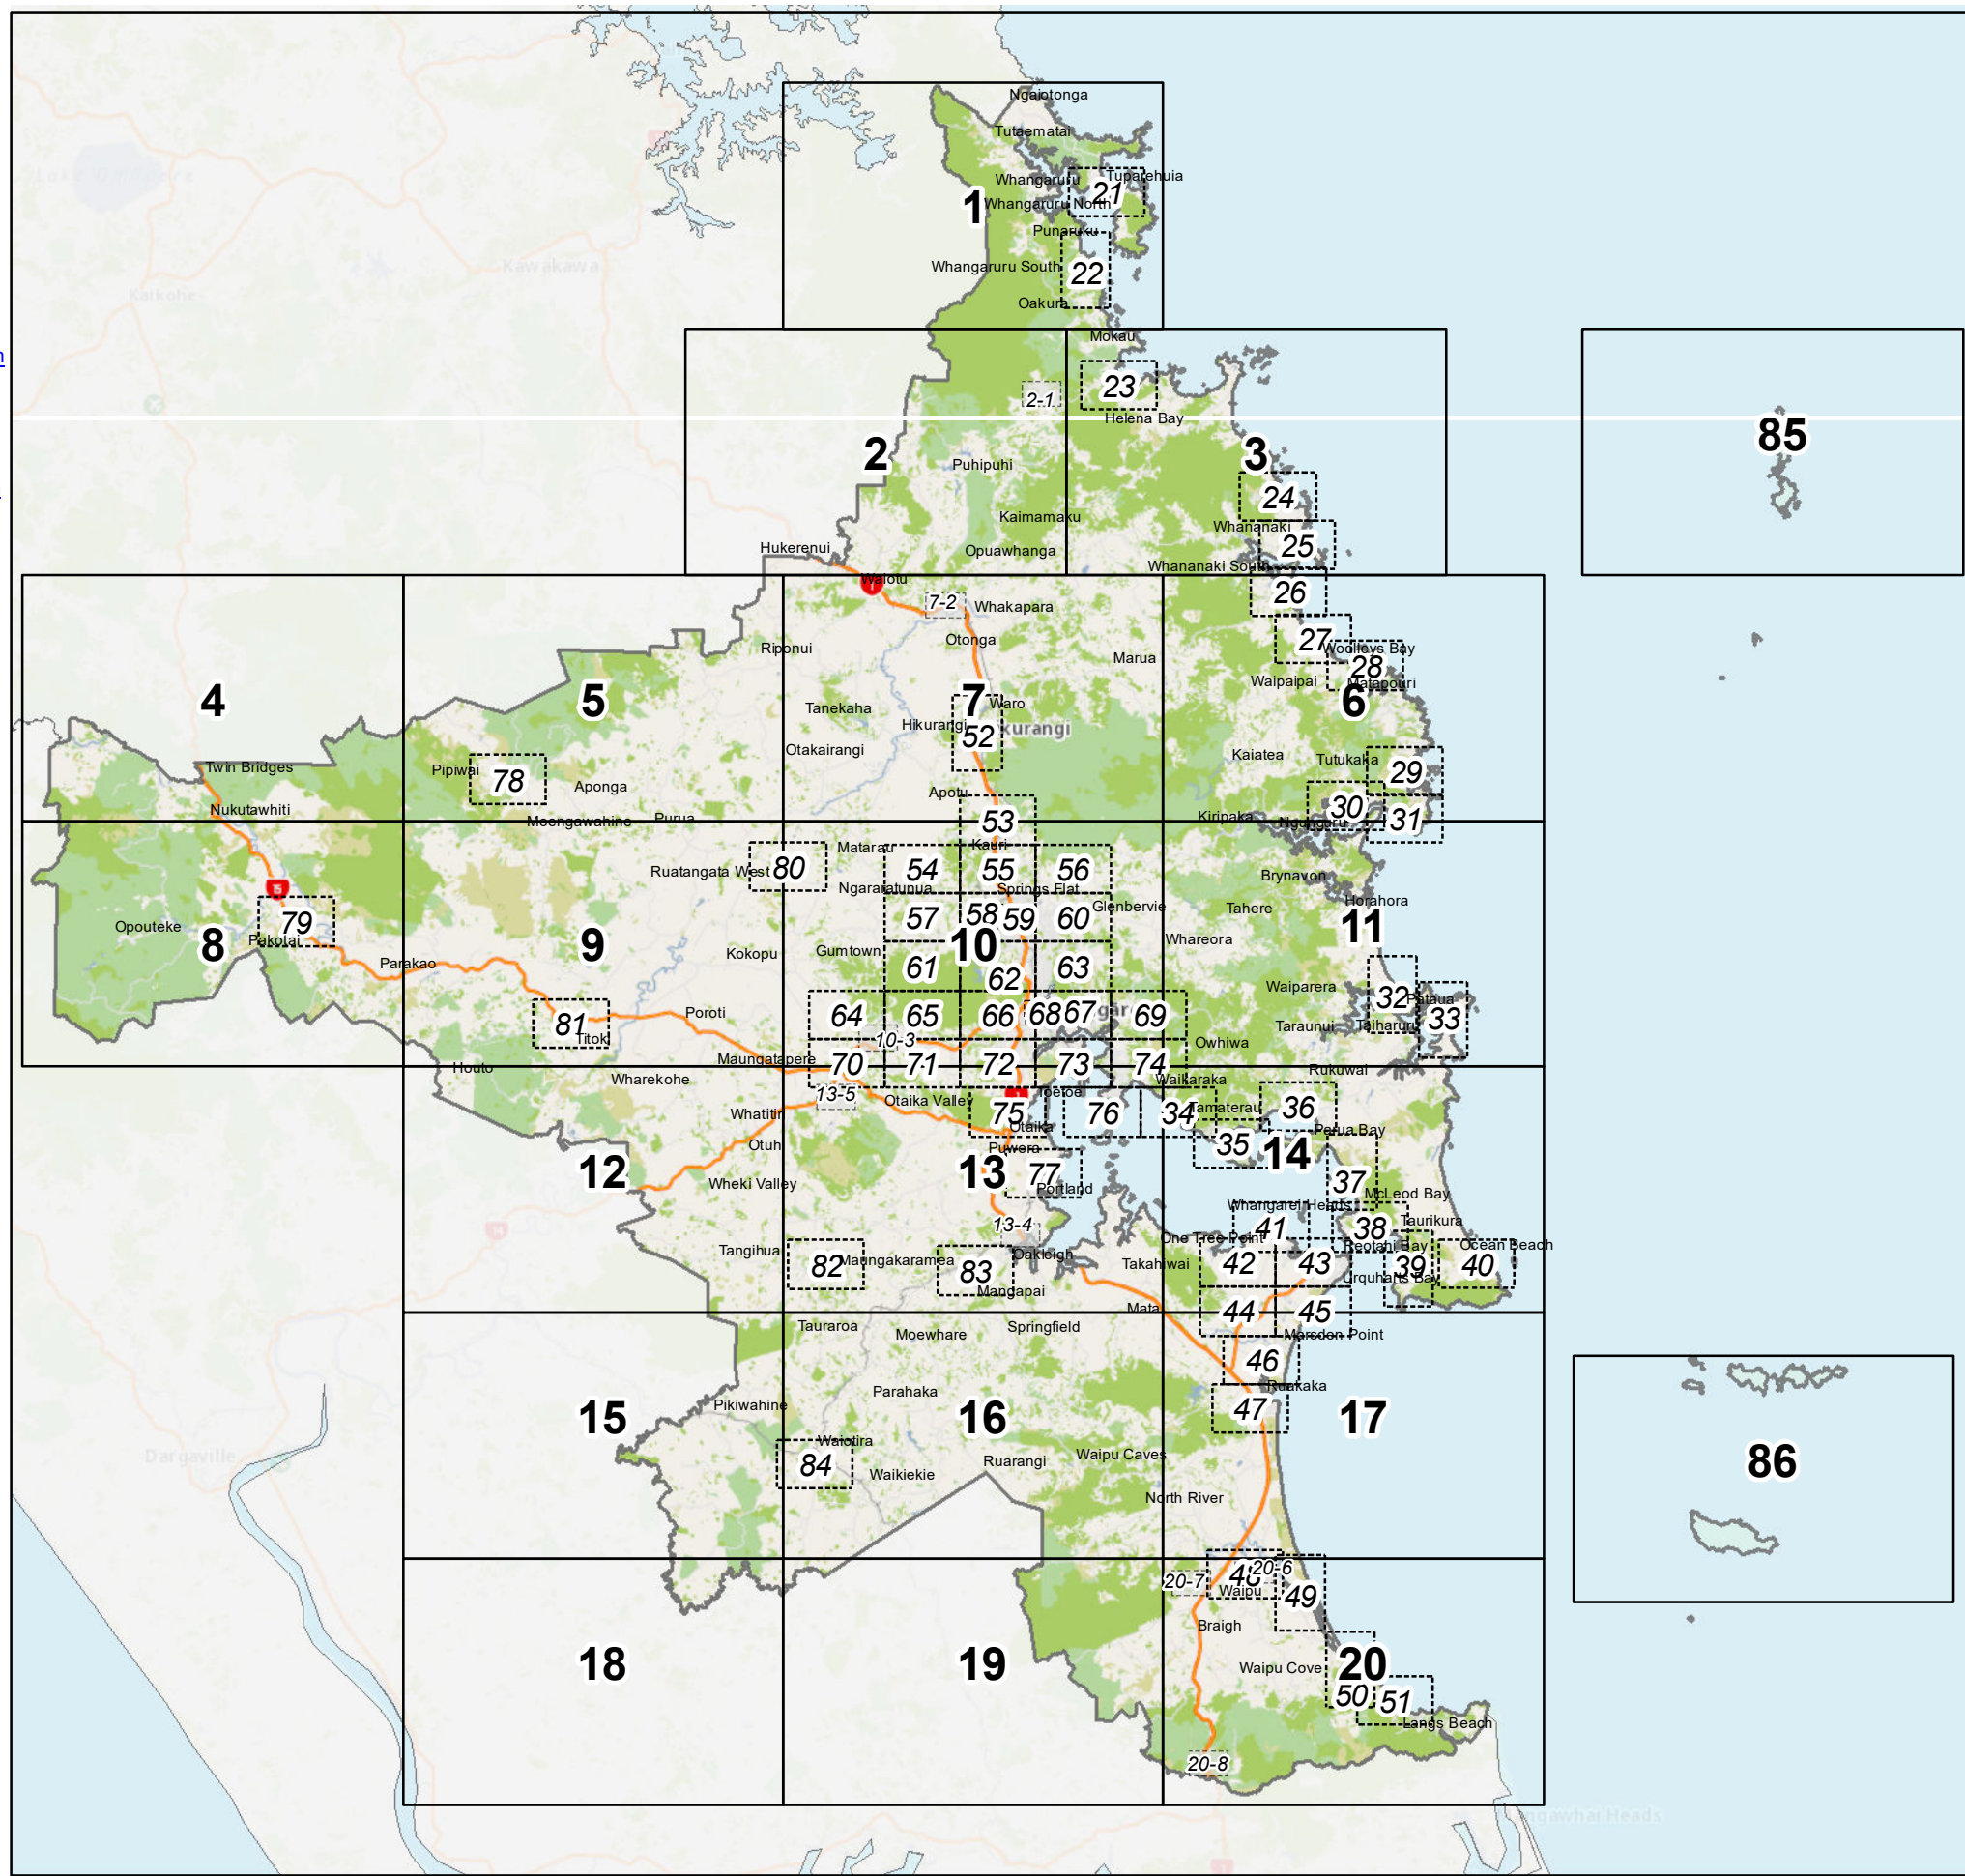 Ngaiotonga
Tutaematai
Whangaruru
Tuparehuia
21
1
Whangaruru North
Punaruku
Whangaruru South
22
Kawakawa
Oakura
Mokau
23
2-1
Helena Bay
85
2
3
Puhipuhi
24
Kaimamaku
Whananaki
25
Hukerenui
Opuawhanga
Whananaki South
Waiotu
1
26
7-2
Whakapara
Otonga
27
Riponui
Woolleys Bay
Marua
28
Waipaipai
Matapouri
4
5
7
6
Waro
Tanekaha
Hikurangi
kurangi
52
Otakairangi
Kaiatea
Tutukaka
Twin Bridges
Pipiwai
78
29
Aponga
Apotu
Nukutawhiti
30
Kiripaka
Ngunguru
31
Moengawahine
Purua
53
Matarau
Kauri
Ruatangata West
80
54
55
56
Brynavon
15
Ngararatunua
Springs Flat
Horahora
Glenbervie
Tahere
79
Opouteke
57
58
59
60
11
Pakotai
Whareora
8
9
10
Kokopu
Gumtown
Parakao
61
62
63
Waiparera
32
Pataua
Poroti
64
65
66
68
67
69
33
81
Titoki
Taraunui
Taiharuru
10-3
Owhiwa
Maungatapere
70
71
72
73
74
Houto
Wharekohe
Rukuwai
Waikaraka
13-5
Toetoe
Otaika Valley
Whatitiri
75
76
34
Tamaterau
36
Otaika
Parua Bay
Otuhi
Puwera
35
14
12
13
77
Portland
37
Wheki Valley
McLeod Bay
Whangarei Heads
13-4
41
38
Taurikura
One Tree Point
Reotahi Bay
Ocean Beach
Tangihua
82
Maungakaramea
Oakleigh
Takahiwai
42
43
39
40
83
Urquharts Bay
Mangapai
Mata
44
45
Tauraroa
Moewhare
Springfield
Marsden Point
46
Parahaka
Ruakaka
Pikiwahine
47
15
16
17
Waiotira
Dargaville
84
Waikiekie
Ruarangi
Waipu Caves
86
North River
20-7
48
20-6
Waipu
49
Braigh
18
19
Waipu Cove
20
50
51
Langs Beach
20-8